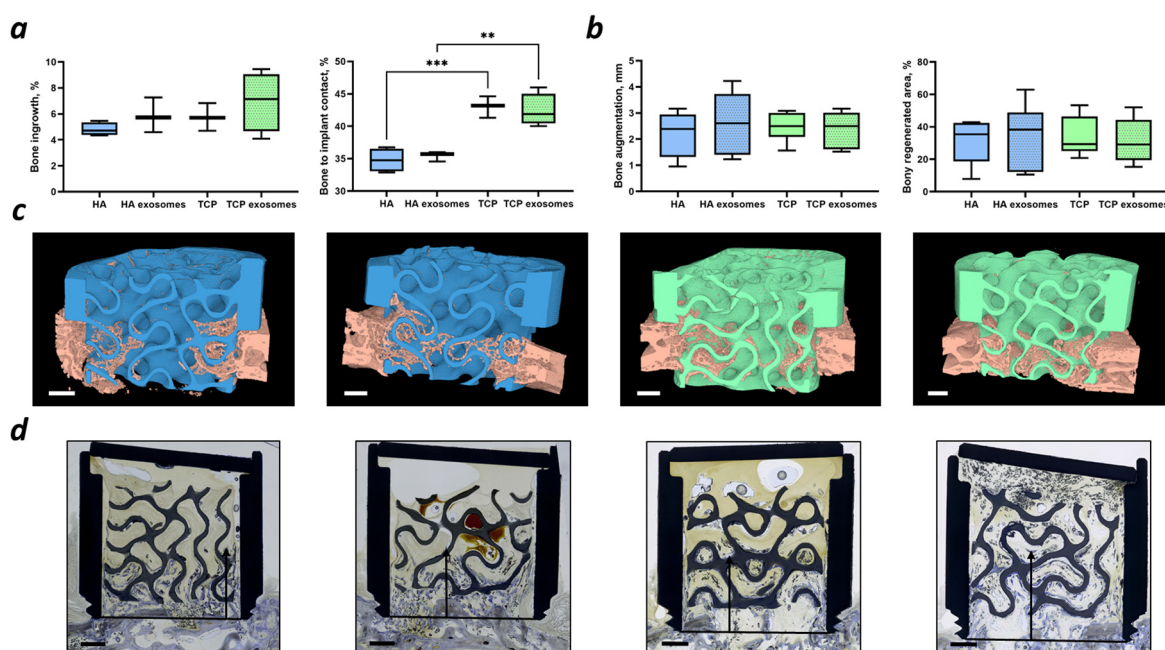 a
b
Bone ingrowth, %
10
8
6
4
2
0
HA
HA exosomes
TCP
TCP exosomes
Bone to implant contact, %
50
45
40
35
30
***
**
HA
HA exosomes
TCP
TCP exosomes
Bone augmentation, mm
5
4
3
2
1
0
HA
HA exosomes
TCP
TCP exosomes
Bony regenerated area, %
80
60
40
20
0
HA
HA exosomes
TCP
TCP exosomes
c
d